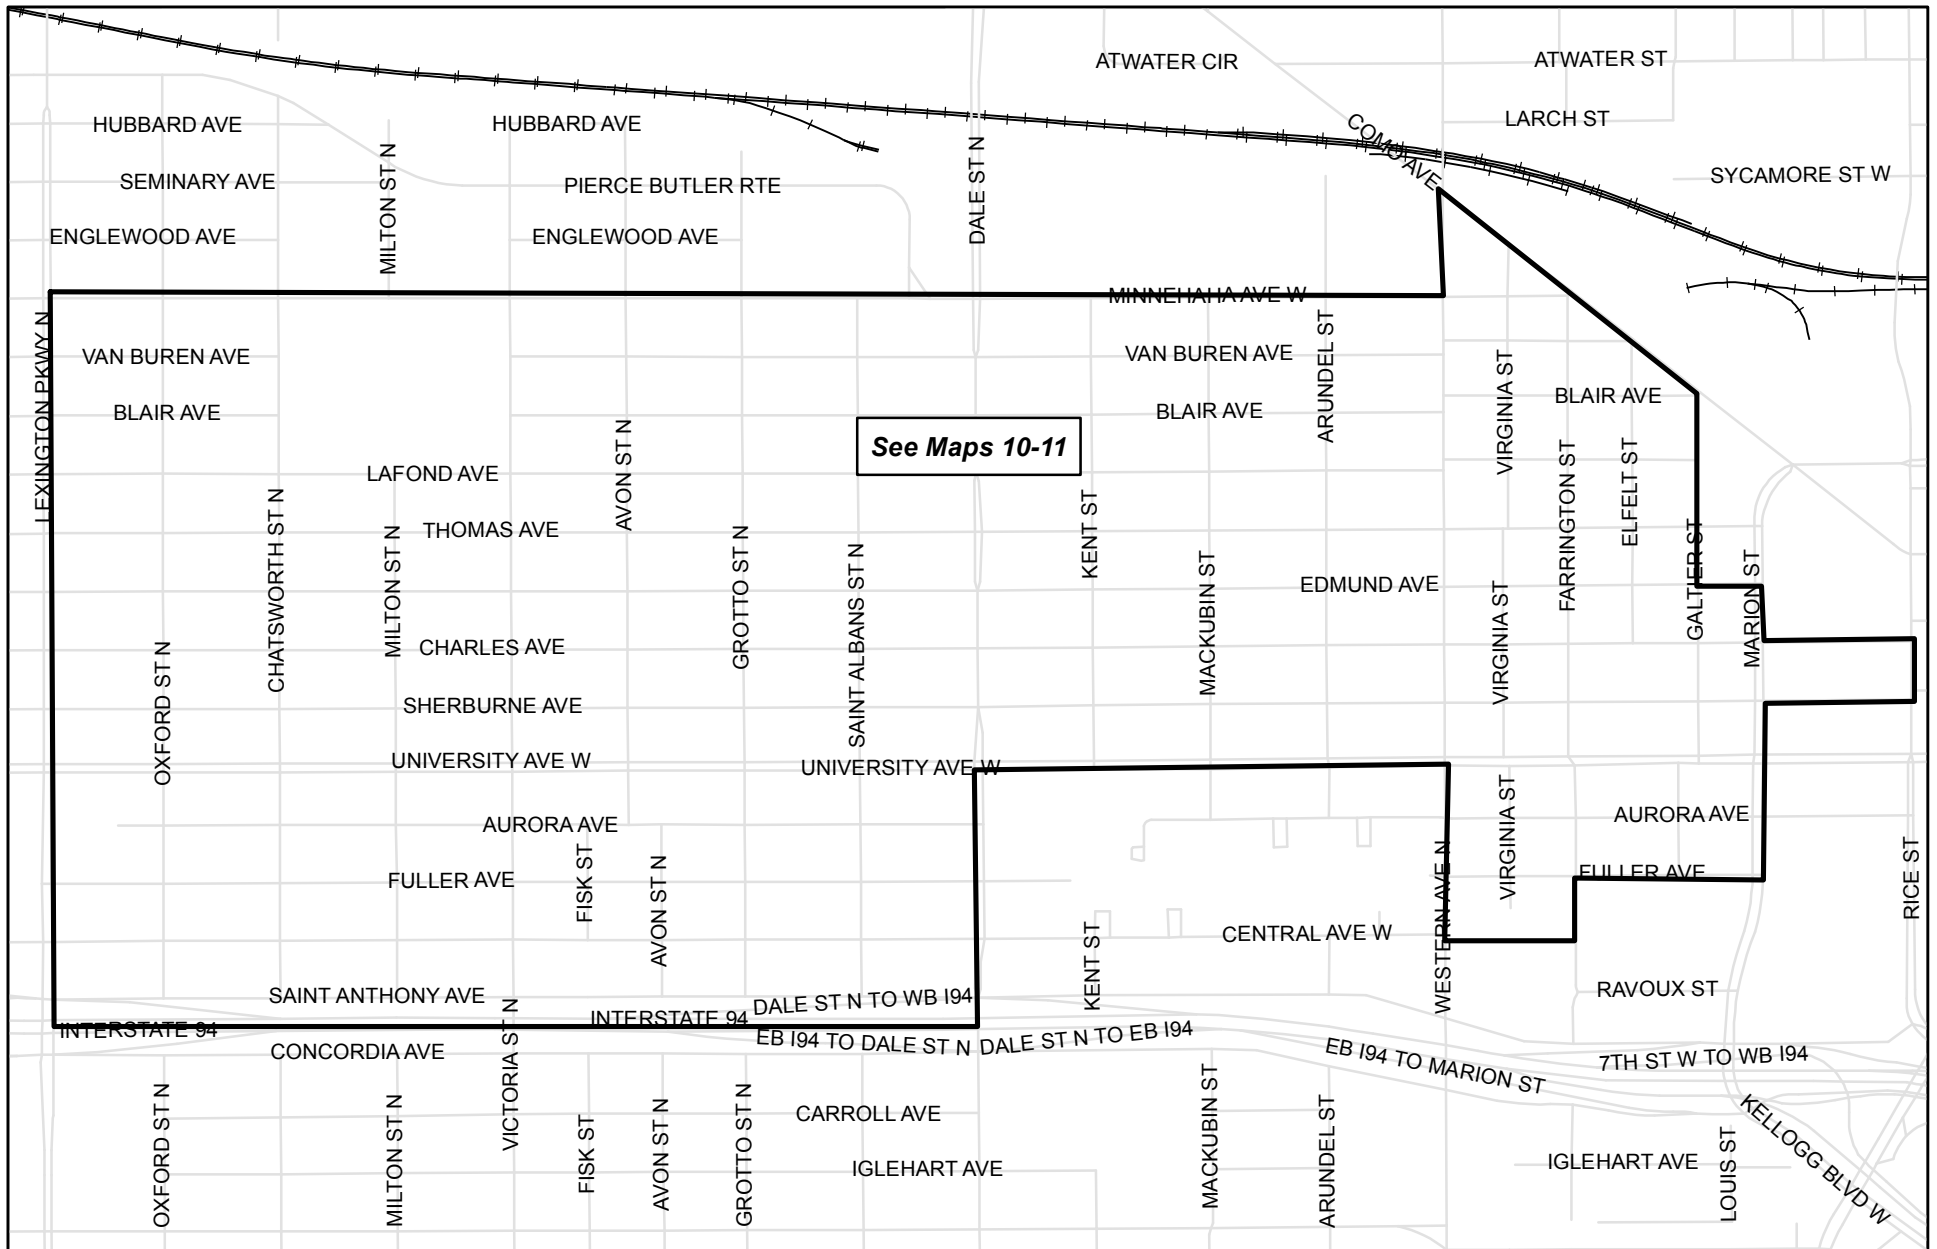 ATWATER CIR
ATWATER ST
HUBBARD AVE
HUBBARD AVE
LARCH ST
COMO AVE
SEMINARY AVE
MILTON ST N
PIERCE BUTLER RTE
DALE ST N
SYCAMORE ST W
ENGLEWOOD AVE
ENGLEWOOD AVE
MINNEHAHA AVE W
LEXINGTON PKWY N
VAN BUREN AVE
VAN BUREN AVE
ARUNDEL ST
VIRGINIA ST
BLAIR AVE
BLAIR AVE
BLAIR AVE
See Maps 10-11
LAFOND AVE
AVON ST N
FARRINGTON ST
ELFELT ST
THOMAS AVE
CHATSWORTH ST N
MILTON ST N
GROTTO ST N
SAINT ALBANS ST N
KENT ST
MACKUBIN ST
EDMUND AVE
VIRGINIA ST
GALTIER ST
MARION ST
CHARLES AVE
OXFORD ST N
SHERBURNE AVE
UNIVERSITY AVE W
UNIVERSITY AVE W
AURORA AVE
VIRGINIA ST
AURORA AVE
FULLER AVE
FISK ST
AVON ST N
WESTERN AVE N
FULLER AVE
RICE ST
KENT ST
CENTRAL AVE W
SAINT ANTHONY AVE
DALE ST N TO WB I94
RAVOUX ST
INTERSTATE 94
INTERSTATE 94
VICTORIA ST N
EB I94 TO DALE ST N
DALE ST N TO EB I94
CONCORDIA AVE
EB I94 TO MARION ST
7TH ST W TO WB I94
OXFORD ST N
MILTON ST N
FISK ST
AVON ST N
GROTTO ST N
CARROLL AVE
MACKUBIN ST
ARUNDEL ST
KELLOGG BLVD W
IGLEHART AVE
IGLEHART AVE
LOUIS ST